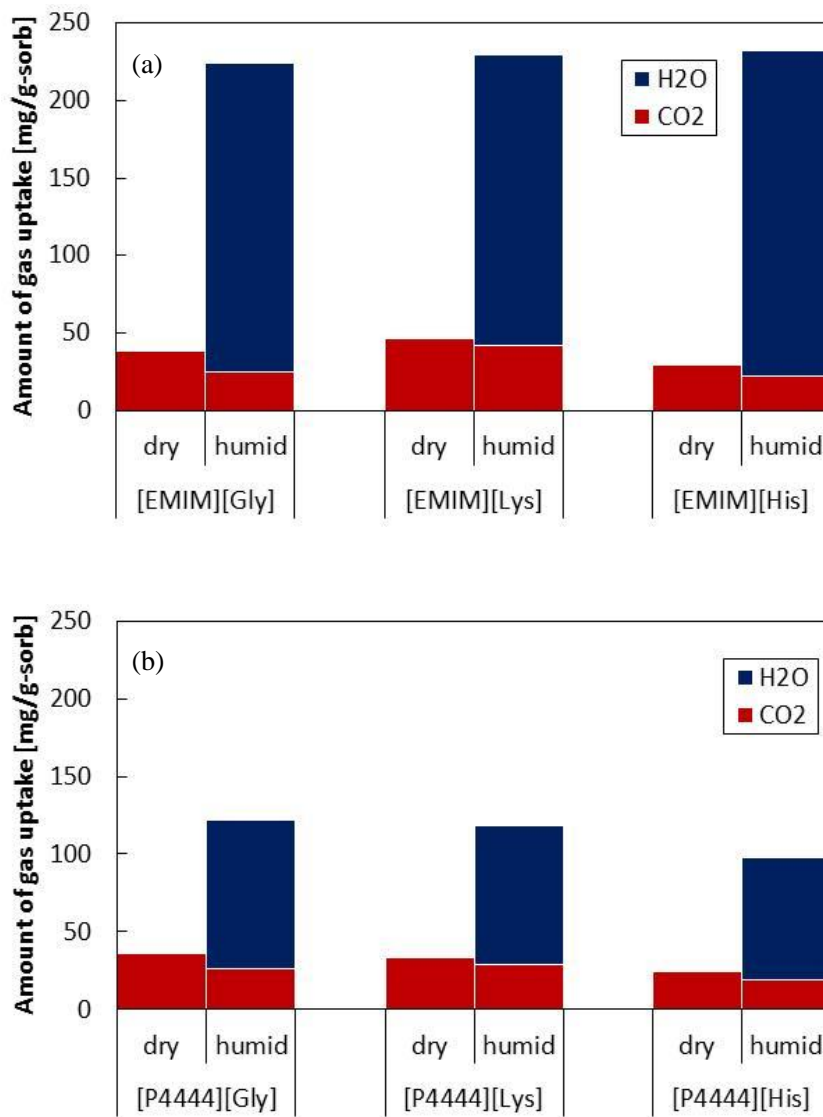 Amount of gas uptake [mg/g-sorb]
250
200
150
100
50
0
(a)
H2O
CO2
dry humid dry humid dry humid
[EMIM][Gly] [EMIM][Lys] [EMIM][His]
Amount of gas uptake [mg/g-sorb]
250
200
150
100
50
0
(b)
H2O
CO2
dry humid dry humid dry humid
[P4444][Gly] [P4444][Lys] [P4444][His]